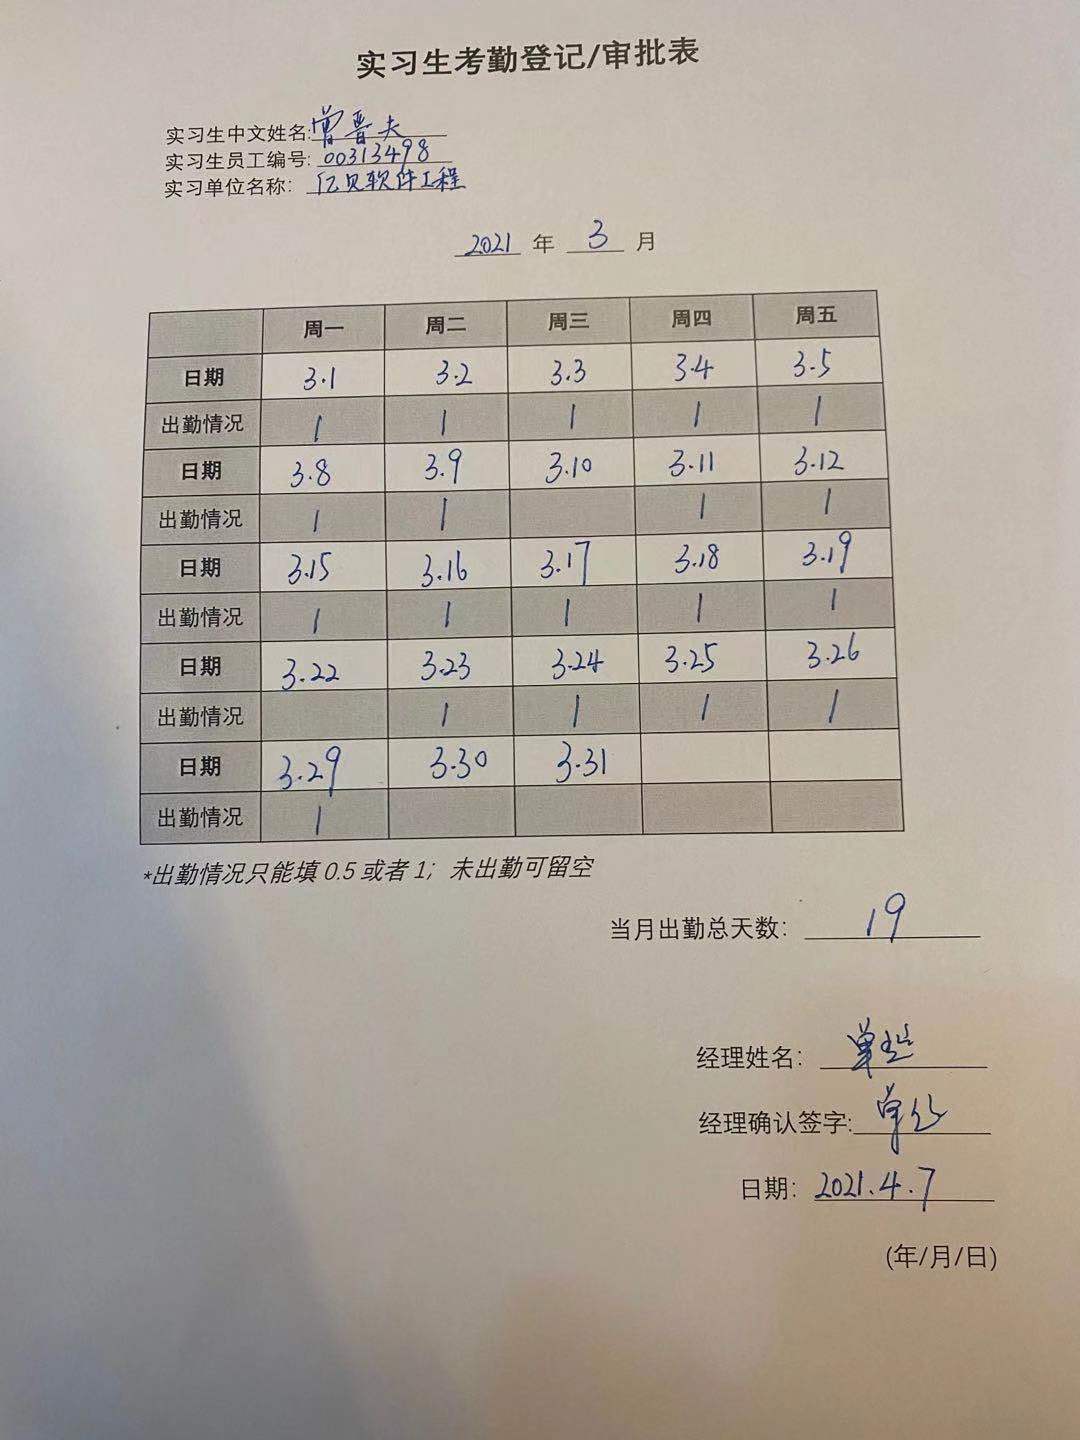 实习生考勤登记/审批表
实习生中文姓名:曾晋夫
实习生员工编号: 00313498
实习单位名称: 亿贝软件工程
2021 年 3 月
周一 周二 周三 周四 周五
日期 3.1 3.2 3.3 3.4 3.5
出勤情况 1 1 1 1 1
日期 3.8 3.9 3.10 3.11 3.12
出勤情况 1 1 1 1
日期 3.15 3.16 3.17 3.18 3.19
出勤情况 1 1 1 1 1
日期 3.22 3.23 3.24 3.25 3.26
出勤情况 1 1 1 1
日期 3.29 3.30 3.31
出勤情况 1
*出勤情况只能填 0.5 或者 1; 未出勤可留空
当月出勤总天数: 19
经理姓名: 单
经理确认签字: 单
日期: 2021.4.7
(年/月/日)